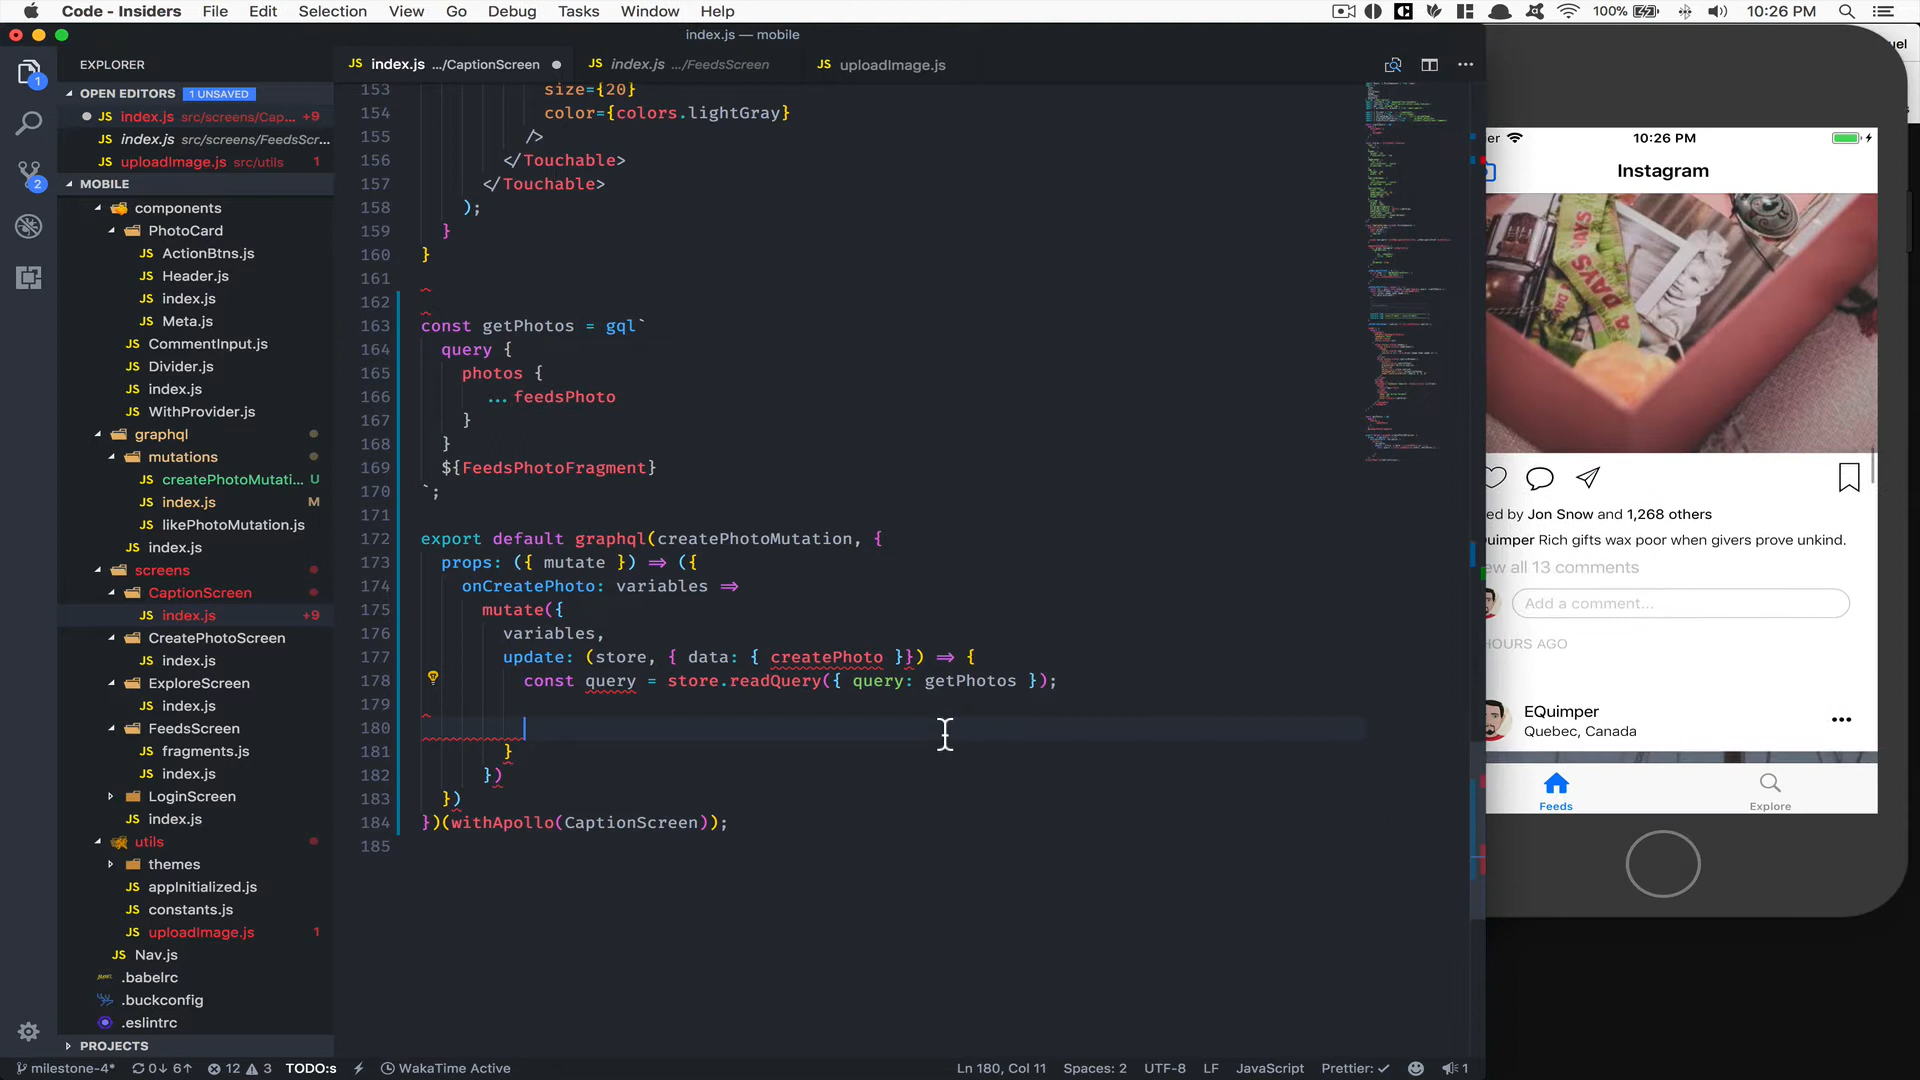 Code - Insiders File Edit Selection View Go Debug Tasks Window Help 100% 10:26 PM
index.js — mobile
EXPLORER
OPEN EDITORS 1 UNSAVED
JS index.js src/screens/Cap... +9
JS index.js src/screens/FeedsScr...
JS uploadImage.js src/utils 1
MOBILE
components
PhotoCard
JS ActionBtns.js
JS Header.js
JS index.js
JS Meta.js
JS CommentInput.js
JS Divider.js
JS index.js
JS WithProvider.js
graphql
mutations
JS createPhotoMutati... U
JS index.js M
JS likePhotoMutation.js
JS index.js
screens
CaptionScreen
JS index.js +9
CreatePhotoScreen
JS index.js
ExploreScreen
JS index.js
FeedsScreen
JS fragments.js
JS index.js
LoginScreen
JS index.js
utils
themes
JS appInitialized.js
JS constants.js
JS uploadImage.js 1
JS Nav.js
.babelrc
.buckconfig
.eslintrc
PROJECTS
1
2
JS index.js .../CaptionScreen JS index.js .../FeedsScreen JS uploadImage.js
153 size={20}
154 color={colors.lightGray}
155 />
156 </Touchable>
157 </Touchable>
158 );
159 }
160 }
161
162
163 const getPhotos = gql`
164 query {
165 photos {
166 ...feedsPhoto
167 }
168 }
169 ${FeedsPhotoFragment}
170 `;
171
172 export default graphql(createPhotoMutation, {
173 props: ({ mutate }) => ({
174 onCreatePhoto: variables =>
175 mutate({
176 variables,
177 update: (store, { data: { createPhoto }}) => {
178 const query = store.readQuery({ query: getPhotos });
179
180
181 }
182 })
183 })
184 })(withApollo(CaptionScreen));
185
uel
er 10:26 PM
Instagram
ed by Jon Snow and 1,268 others
Quimper Rich gifts wax poor when givers prove unkind.
ew all 13 comments
Add a comment...
HOURS AGO
EQuimper
Quebec, Canada
Feeds Explore
milestone-4* 0↓ 6↑ 12 3 TODO:s WakaTime Active Ln 180, Col 11 Spaces: 2 UTF-8 LF JavaScript Prettier: ✓ 1